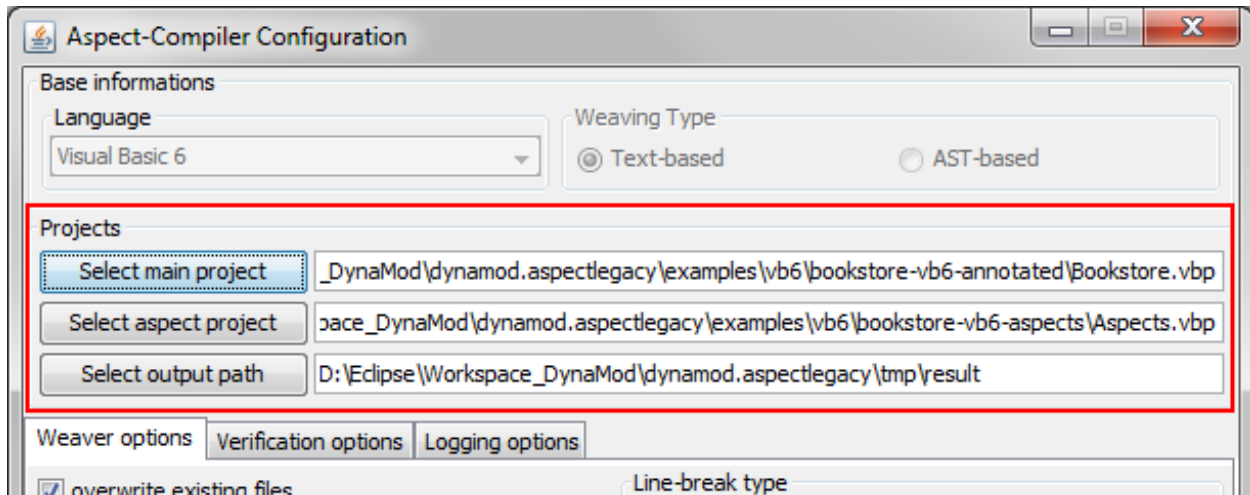 Aspect-Compiler Configuration
Base informations
Language
Weaving Type
Visual Basic 6
Text-based
AST-based
Projects
Select main project
_DynaMod\dynamod.aspectlegacy\examples\vb6\bookstore-vb6-annotated\Bookstore.vbp
Select aspect project
pace_DynaMod\dynamod.aspectlegacy\examples\vb6\bookstore-vb6-aspects\Aspects.vbp
Select output path
D:\Eclipse\Workspace_DynaMod\dynamod.aspectlegacy\tmp\result
Weaver options
Verification options
Logging options
overwrite existing files
Line-break type